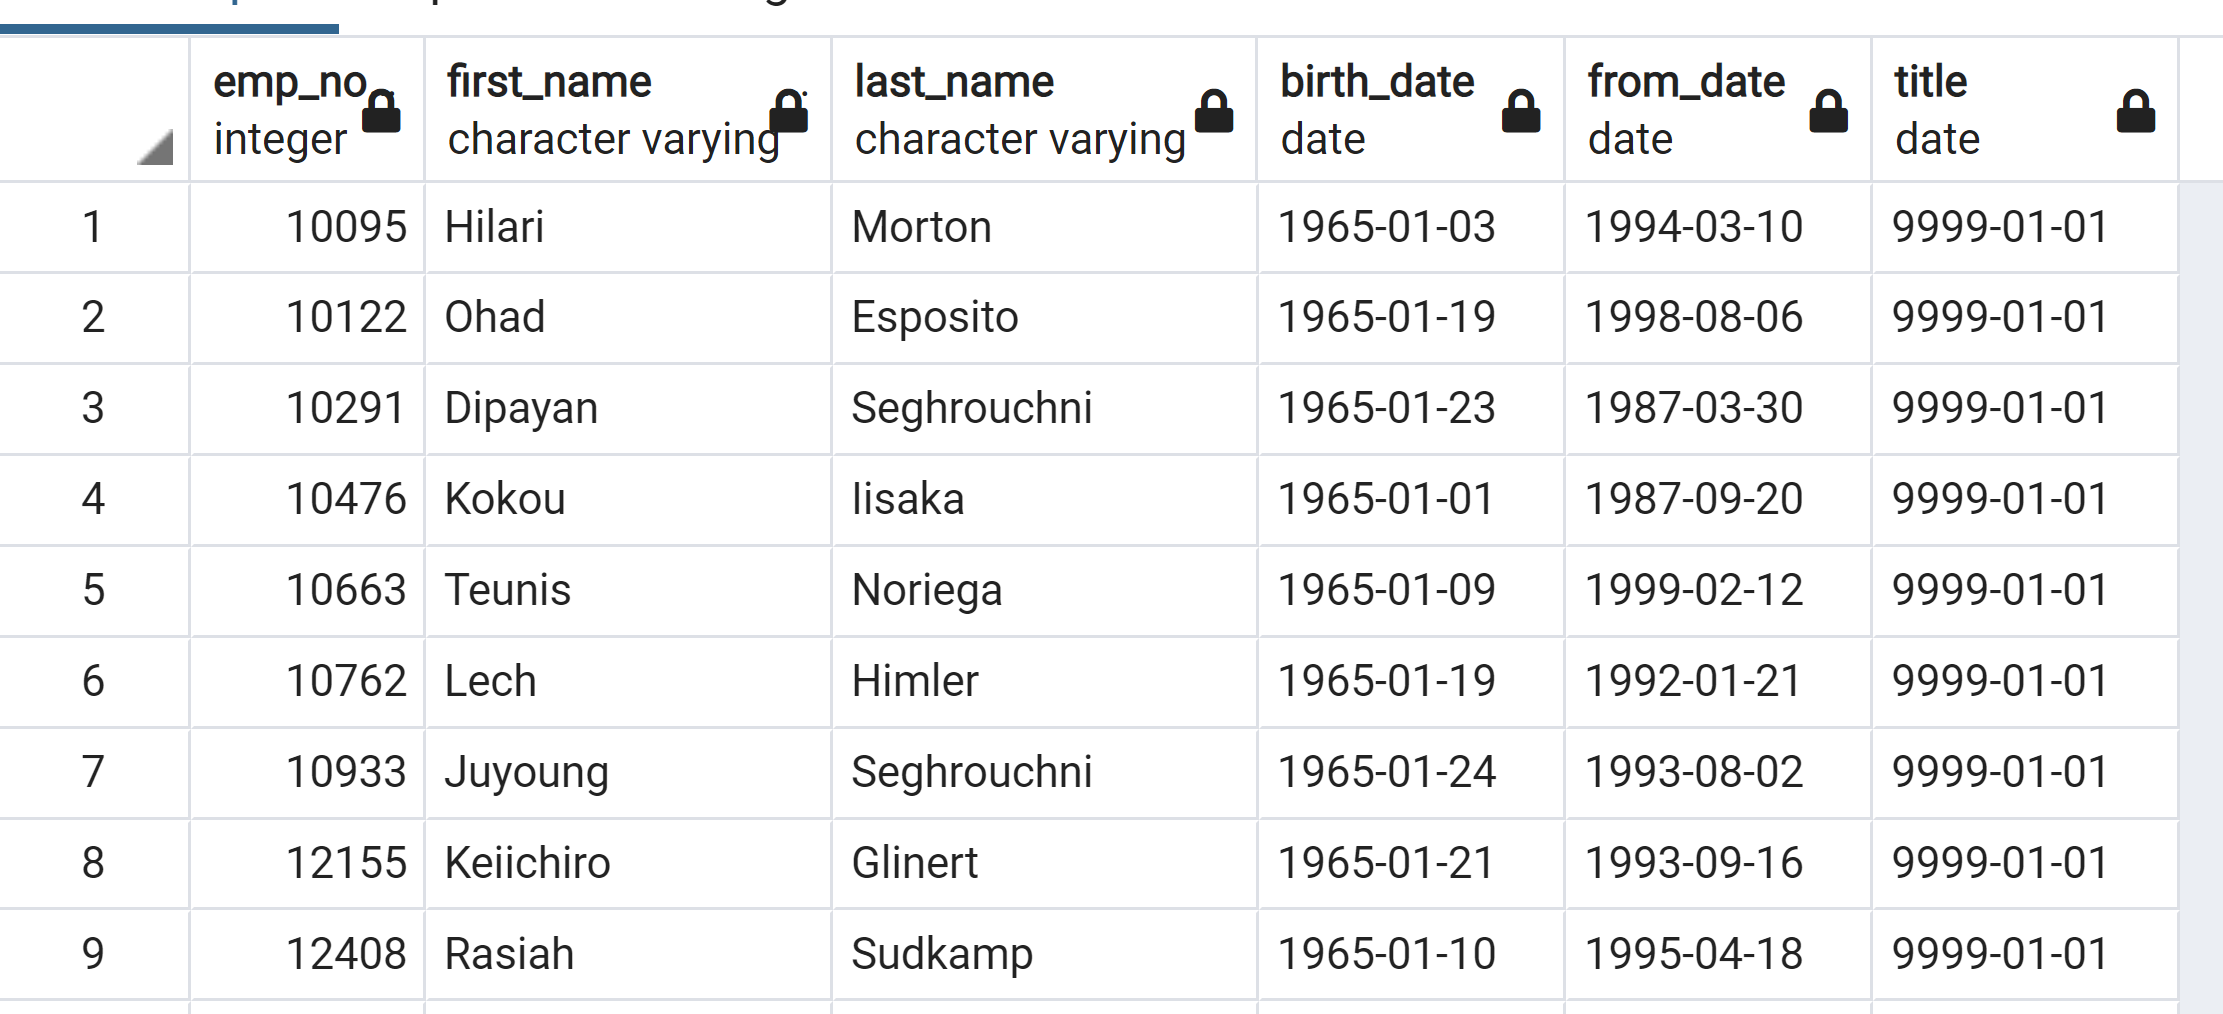 emp_no first_name last_name birth_date from_date title
integer character varying character varying date date date
1 10095 Hilari Morton 1965-01-03 1994-03-10 9999-01-01
2 10122 Ohad Esposito 1965-01-19 1998-08-06 9999-01-01
3 10291 Dipayan Seghrouchni 1965-01-23 1987-03-30 9999-01-01
4 10476 Kokou Iisaka 1965-01-01 1987-09-20 9999-01-01
5 10663 Teunis Noriega 1965-01-09 1999-02-12 9999-01-01
6 10762 Lech Himler 1965-01-19 1992-01-21 9999-01-01
7 10933 Juyoung Seghrouchni 1965-01-24 1993-08-02 9999-01-01
8 12155 Keiichiro Glinert 1965-01-21 1993-09-16 9999-01-01
9 12408 Rasiah Sudkamp 1965-01-10 1995-04-18 9999-01-01